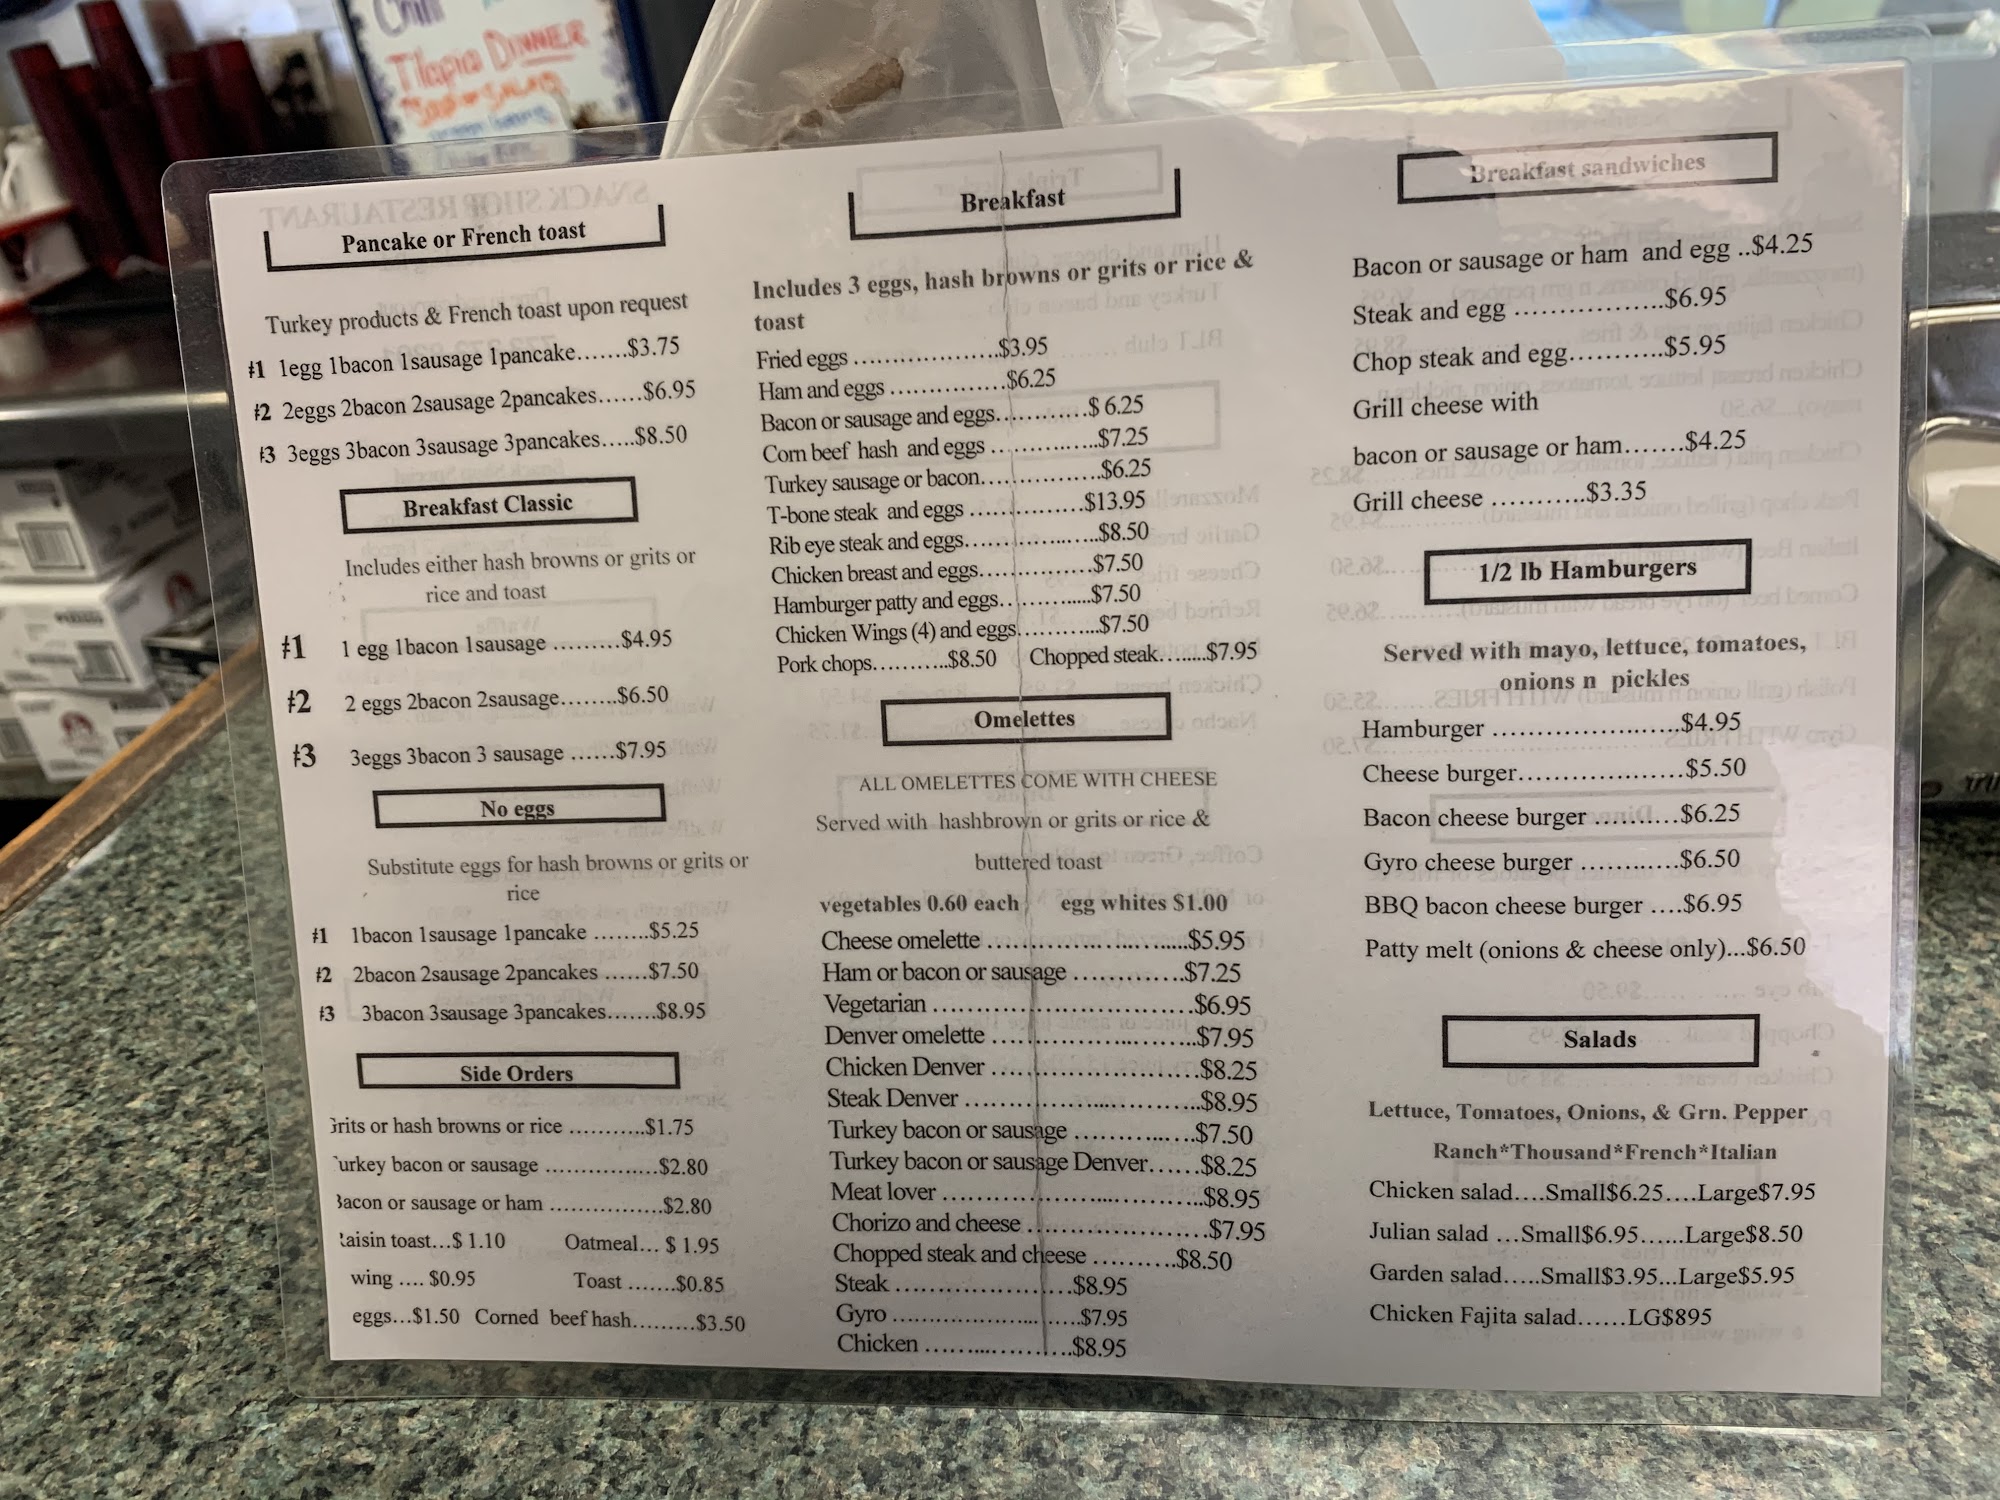 Chili
Tilapia DINNER
Soup or SALAD
Pancake or French toast
Turkey products & French toast upon request
#1 1egg 1bacon 1sausage 1pancake.......$3.75
#2 2eggs 2bacon 2sausage 2pancakes......$6.95
#3 3eggs 3bacon 3sausage 3pancakes.....$8.50
Breakfast Classic
Includes either hash browns or grits or
rice and toast
#1 1 egg 1bacon 1sausage .........$4.95
#2 2 eggs 2bacon 2sausage........$6.50
#3 3eggs 3bacon 3 sausage ......$7.95
No eggs
Substitute eggs for hash browns or grits or
rice
#1 1bacon 1sausage 1pancake ........$5.25
#2 2bacon 2sausage 2pancakes ......$7.50
#3 3bacon 3sausage 3pancakes.......$8.95
Side Orders
Grits or hash browns or rice ...........$1.75
Turkey bacon or sausage ................$2.80
Bacon or sausage or ham ................$2.80
Raisin toast...$ 1.10 Oatmeal... $ 1.95
wing .... $0.95 Toast .......$0.85
eggs...$1.50 Corned beef hash.........$3.50
Breakfast
Includes 3 eggs, hash browns or grits or rice &
toast
Fried eggs ....................$3.95
Ham and eggs ................$6.25
Bacon or sausage and eggs.............$ 6.25
Corn beef hash and eggs ...............$7.25
Turkey sausage or bacon.................$6.25
T-bone steak and eggs ................$13.95
Rib eye steak and eggs...................$8.50
Chicken breast and eggs................$7.50
Hamburger patty and eggs.............$7.50
Chicken Wings (4) and eggs...........$7.50
Pork chops..........$8.50 Chopped steak........$7.95
Omelettes
ALL OMELETTES COME WITH CHEESE
Served with hashbrown or grits or rice &
buttered toast
vegetables 0.60 each egg whites $1.00
Cheese omelette ............................$5.95
Ham or bacon or sausage .............$7.25
Vegetarian .................................$6.95
Denver omelette ..........................$7.95
Chicken Denver ..........................$8.25
Steak Denver ..............................$8.95
Turkey bacon or sausage ...............$7.50
Turkey bacon or sausage Denver......$8.25
Meat lover .................................$8.95
Chorizo and cheese .......................$7.95
Chopped steak and cheese ..........$8.50
Steak ......................$8.95
Gyro ........................$7.95
Chicken ....................$8.95
Breakfast sandwiches
Bacon or sausage or ham and egg ..$4.25
Steak and egg .................$6.95
Chop steak and egg...........$5.95
Grill cheese with
bacon or sausage or ham.......$4.25
Grill cheese ...........$3.35
1/2 lb Hamburgers
Served with mayo, lettuce, tomatoes,
onions n pickles
Hamburger ......................$4.95
Cheese burger...................$5.50
Bacon cheese burger ..........$6.25
Gyro cheese burger ...........$6.50
BBQ bacon cheese burger ....$6.95
Patty melt (onions & cheese only)...$6.50
Salads
Lettuce, Tomatoes, Onions, & Grn. Pepper
Ranch*Thousand*French*Italian
Chicken salad....Small$6.25....Large$7.95
Julian salad ...Small$6.95......Large$8.50
Garden salad.....Small$3.95...Large$5.95
Chicken Fajita salad......LG$895